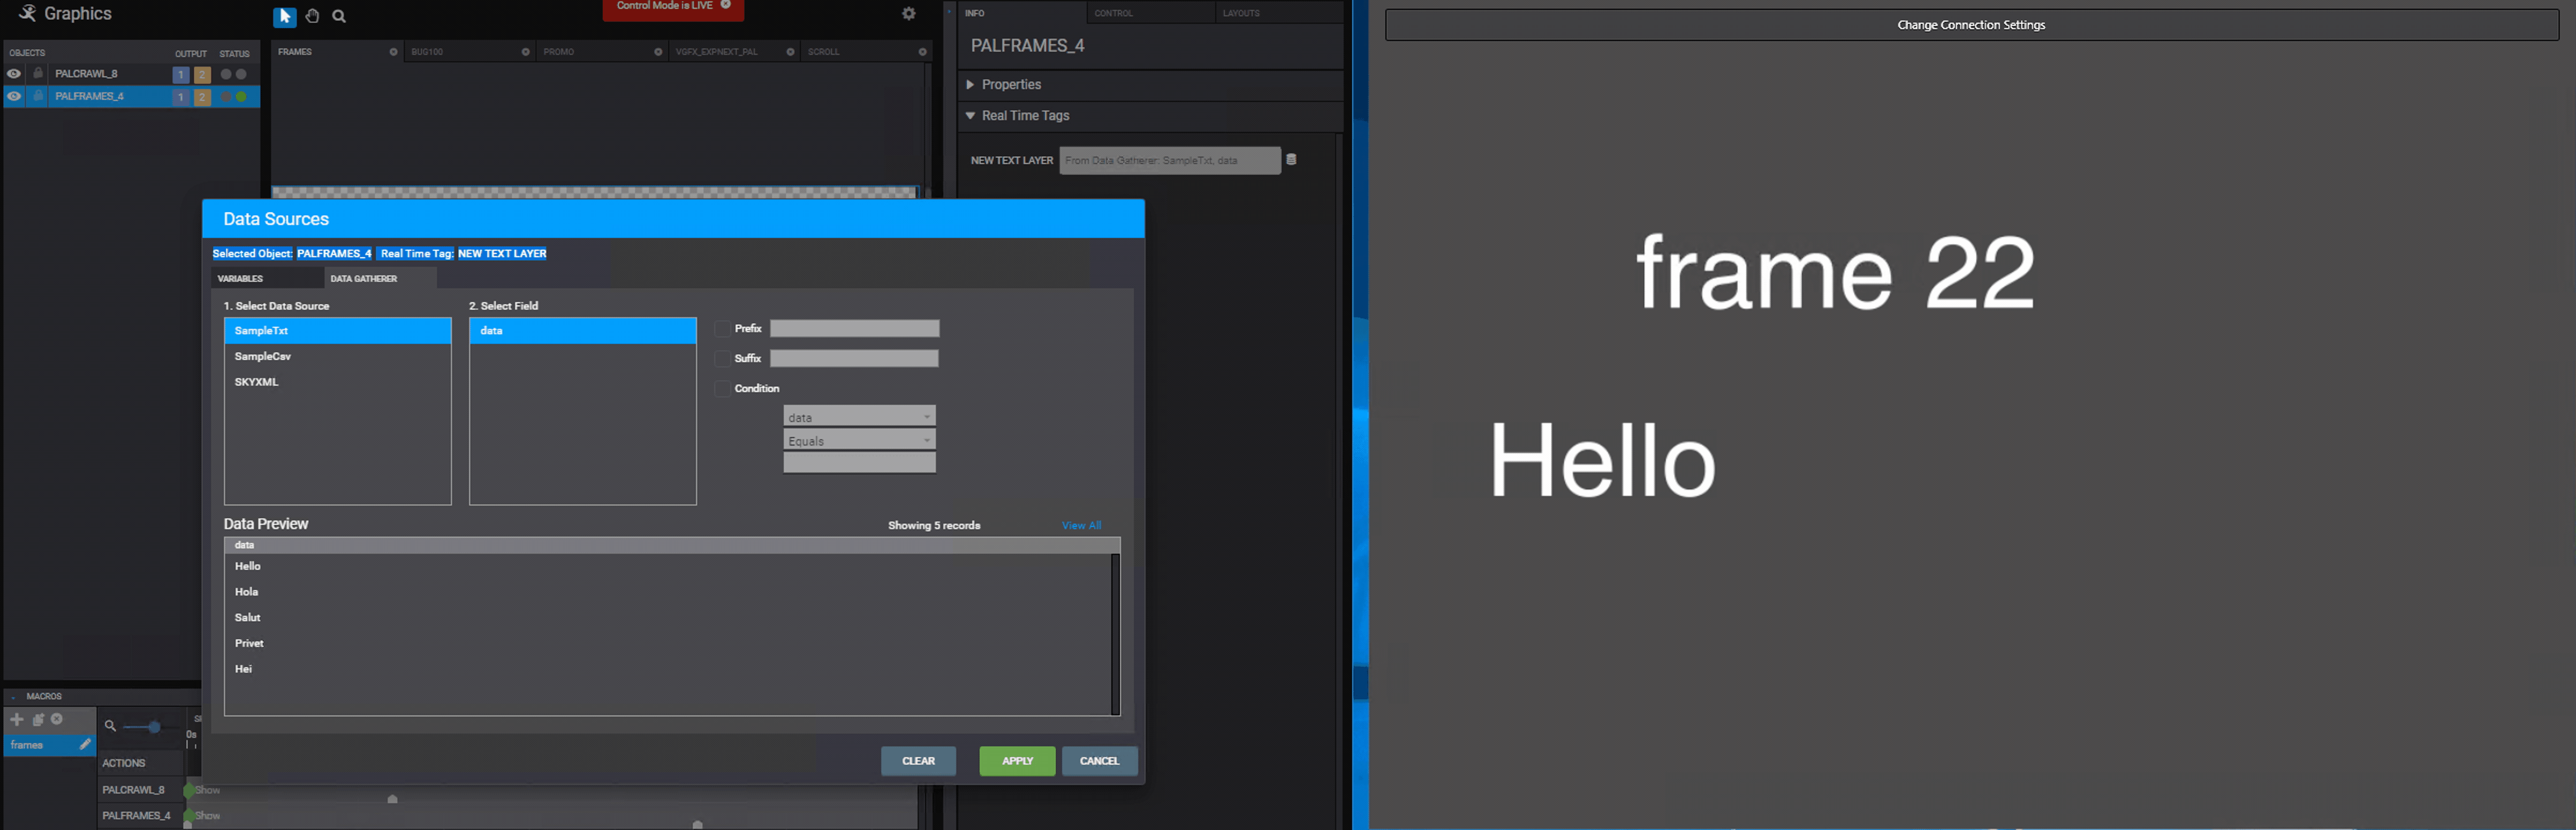 Graphics
Control Mode is LIVE
OBJECTS OUTPUT STATUS
PALCRAWL_8 1 2
PALFRAMES_4 1 2
FRAMES BUG100 PROMO VGFX_EXPNEXT_PAL SCROLL
INFO CONTROL LAYOUTS
PALFRAMES_4
Properties
Real Time Tags
NEW TEXT LAYER From Data Gatherer: SampleTxt, data
Data Sources
Selected Object: PALFRAMES_4 Real Time Tag: NEW TEXT LAYER
VARIABLES DATA GATHERER
1. Select Data Source 2. Select Field
SampleTxt data
SampleCsv
SKYXML
Prefix
Suffix
Condition
data
Equals
Data Preview Showing 5 records View All
data
Hello
Hola
Salut
Privet
Hei
CLEAR APPLY CANCEL
MACROS
frames
0s
ACTIONS
PALCRAWL_8 Show
PALFRAMES_4 Show
Change Connection Settings
frame 22
Hello